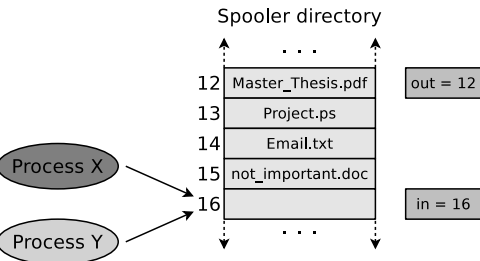 Spooler directory
. . .
12 Master_Thesis.pdf out = 12
13 Project.ps
14 Email.txt
Process X
15 not_important.doc
16 in = 16
Process Y
. . .